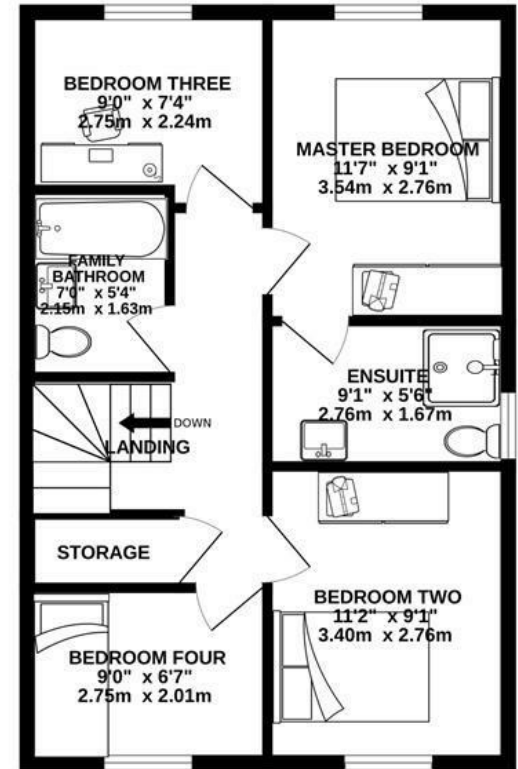 BEDROOM THREE
9'0" x 7'4"
2.75m x 2.24m
MASTER BEDROOM
11'7" x 9'1"
3.54m x 2.76m
FAMILY
BATHROOM
7'0" x 5'4"
2.15m x 1.63m
ENSUITE
9'1" x 5'6"
2.76m x 1.67m
DOWN
LANDING
STORAGE
BEDROOM TWO
11'2" x 9'1"
3.40m x 2.76m
BEDROOM FOUR
9'0" x 6'7"
2.75m x 2.01m